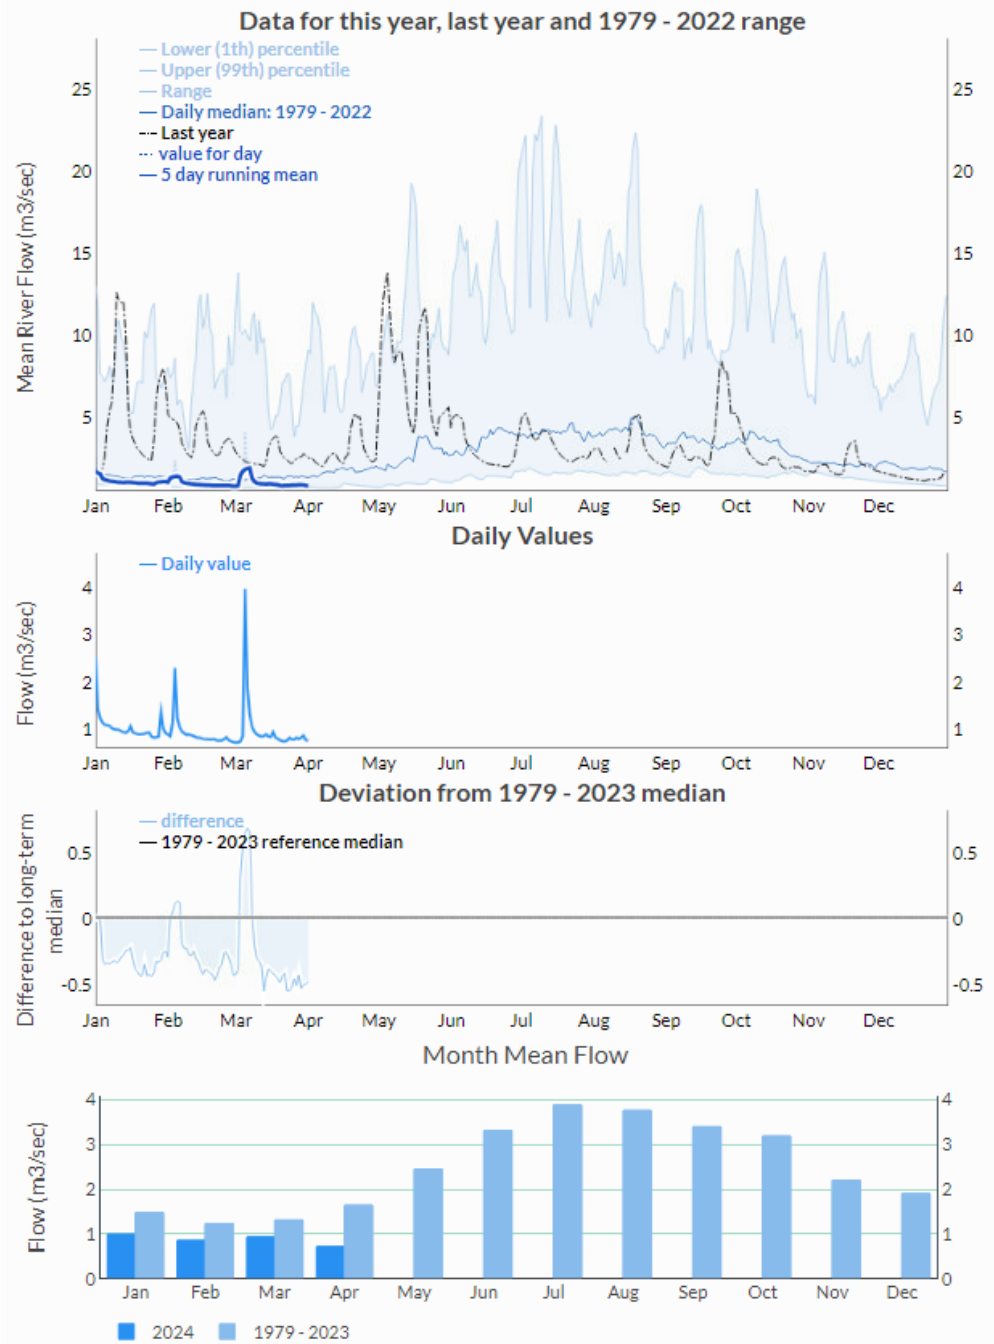 Data for this year, last year and 1979 - 2022 range
Lower (1th) percentile
Upper (99th) percentile
Range
Daily median: 1979 - 2022
Last year
value for day
5 day running mean
Mean River Flow (m3/sec)
25 25
20 20
15 15
10 10
5 5
Jan Feb Mar Apr May Jun Jul Aug Sep Oct Nov Dec
Daily Values
Daily value
Flow (m3/sec)
4 4
3 3
2 2
1 1
Jan Feb Mar Apr May Jun Jul Aug Sep Oct Nov Dec
Deviation from 1979 - 2023 median
difference
1979 - 2023 reference median
Difference to long-term
median
0.5 0.5
0 0
-0.5 -0.5
Jan Feb Mar Apr May Jun Jul Aug Sep Oct Nov Dec
Month Mean Flow
Flow (m3/sec)
4 4
3 3
2 2
1 1
0 0
Jan Feb Mar Apr May Jun Jul Aug Sep Oct Nov Dec
2024 1979 - 2023